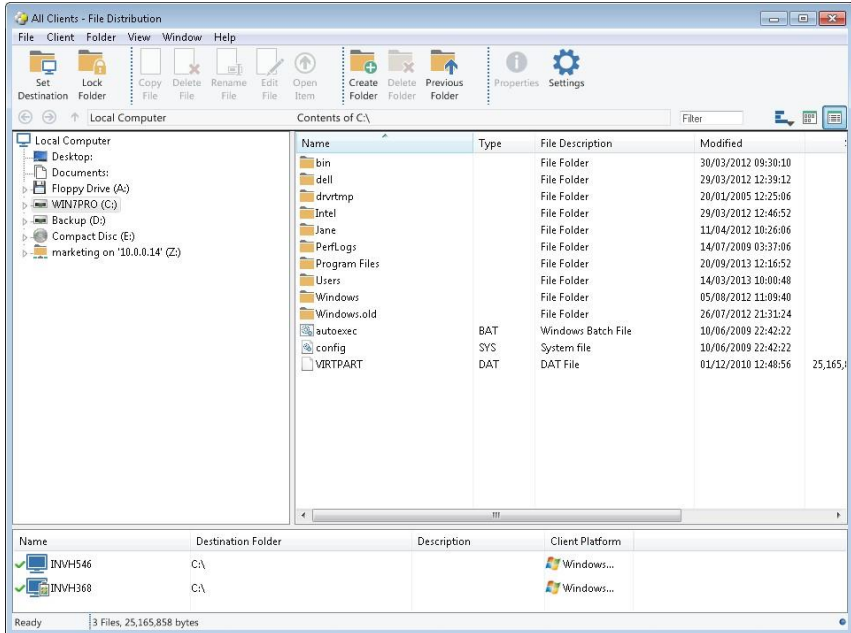 All Clients - File Distribution
File Client Folder View Window Help
Set Destination Lock Folder Copy File Delete File Rename File Edit File Open Item Create Folder Delete Folder Previous Folder Properties Settings
Local Computer Contents of C:\ Filter
Local Computer
Desktop:
Documents:
Floppy Drive (A:)
WIN7PRO (C:)
Backup (D:)
Compact Disc (E:)
marketing on '10.0.0.14' (Z:)
Name Type File Description Modified
bin File Folder 30/03/2012 09:30:10
dell File Folder 29/03/2012 12:39:12
drvrtmp File Folder 20/01/2005 12:25:06
Intel File Folder 29/03/2012 12:46:52
Jane File Folder 11/04/2012 10:26:06
PerfLogs File Folder 14/07/2009 03:37:06
Program Files File Folder 20/09/2013 12:16:52
Users File Folder 14/03/2013 10:00:48
Windows File Folder 05/08/2012 11:09:40
Windows.old File Folder 26/07/2012 21:31:24
autoexec BAT Windows Batch File 10/06/2009 22:42:22
config SYS System file 10/06/2009 22:42:22
VIRTPART DAT DAT File 01/12/2010 12:48:56 25,165,
Name Destination Folder Description Client Platform
INVH546 C:\ Windows...
INVH368 C:\ Windows...
Ready 3 Files, 25,165,858 bytes